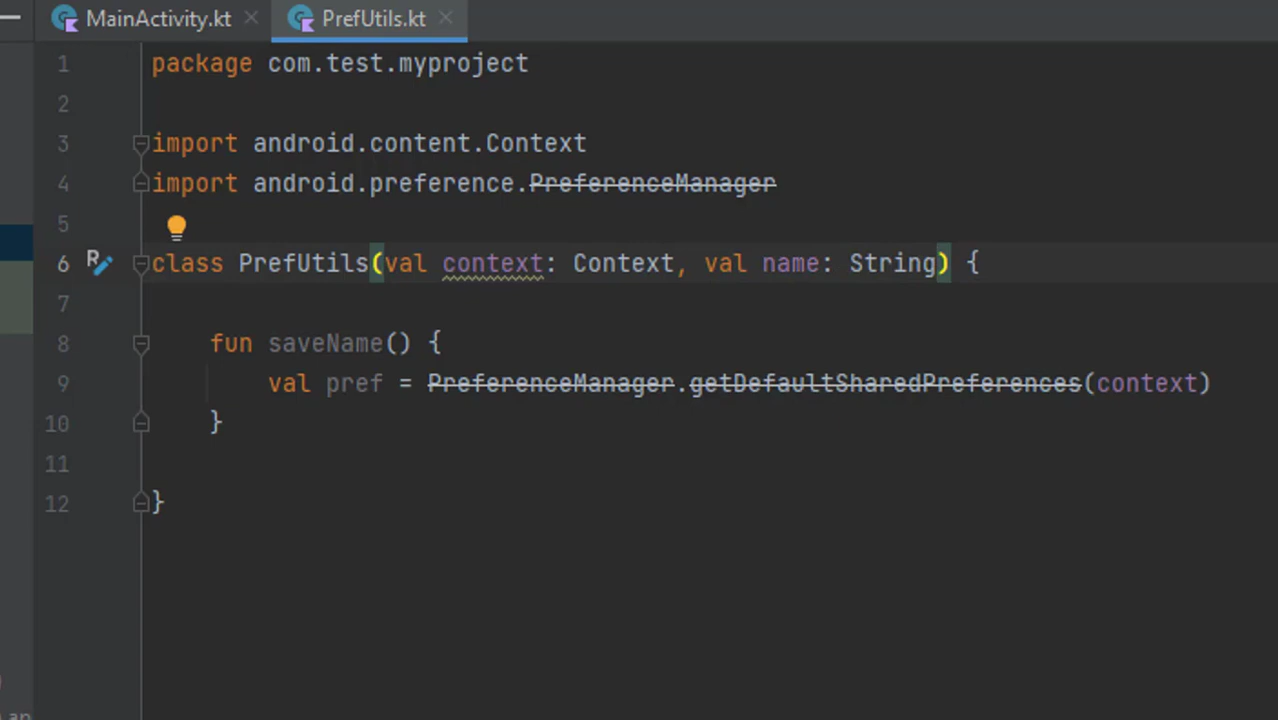 MainActivity.kt
PrefUtils.kt
1 package com.test.myproject
2
3 import android.content.Context
4 import android.preference.PreferenceManager
5
6 class PrefUtils(val context: Context, val name: String) {
7
8 fun saveName() {
9 val pref = PreferenceManager.getDefaultSharedPreferences(context)
10 }
11
12 }